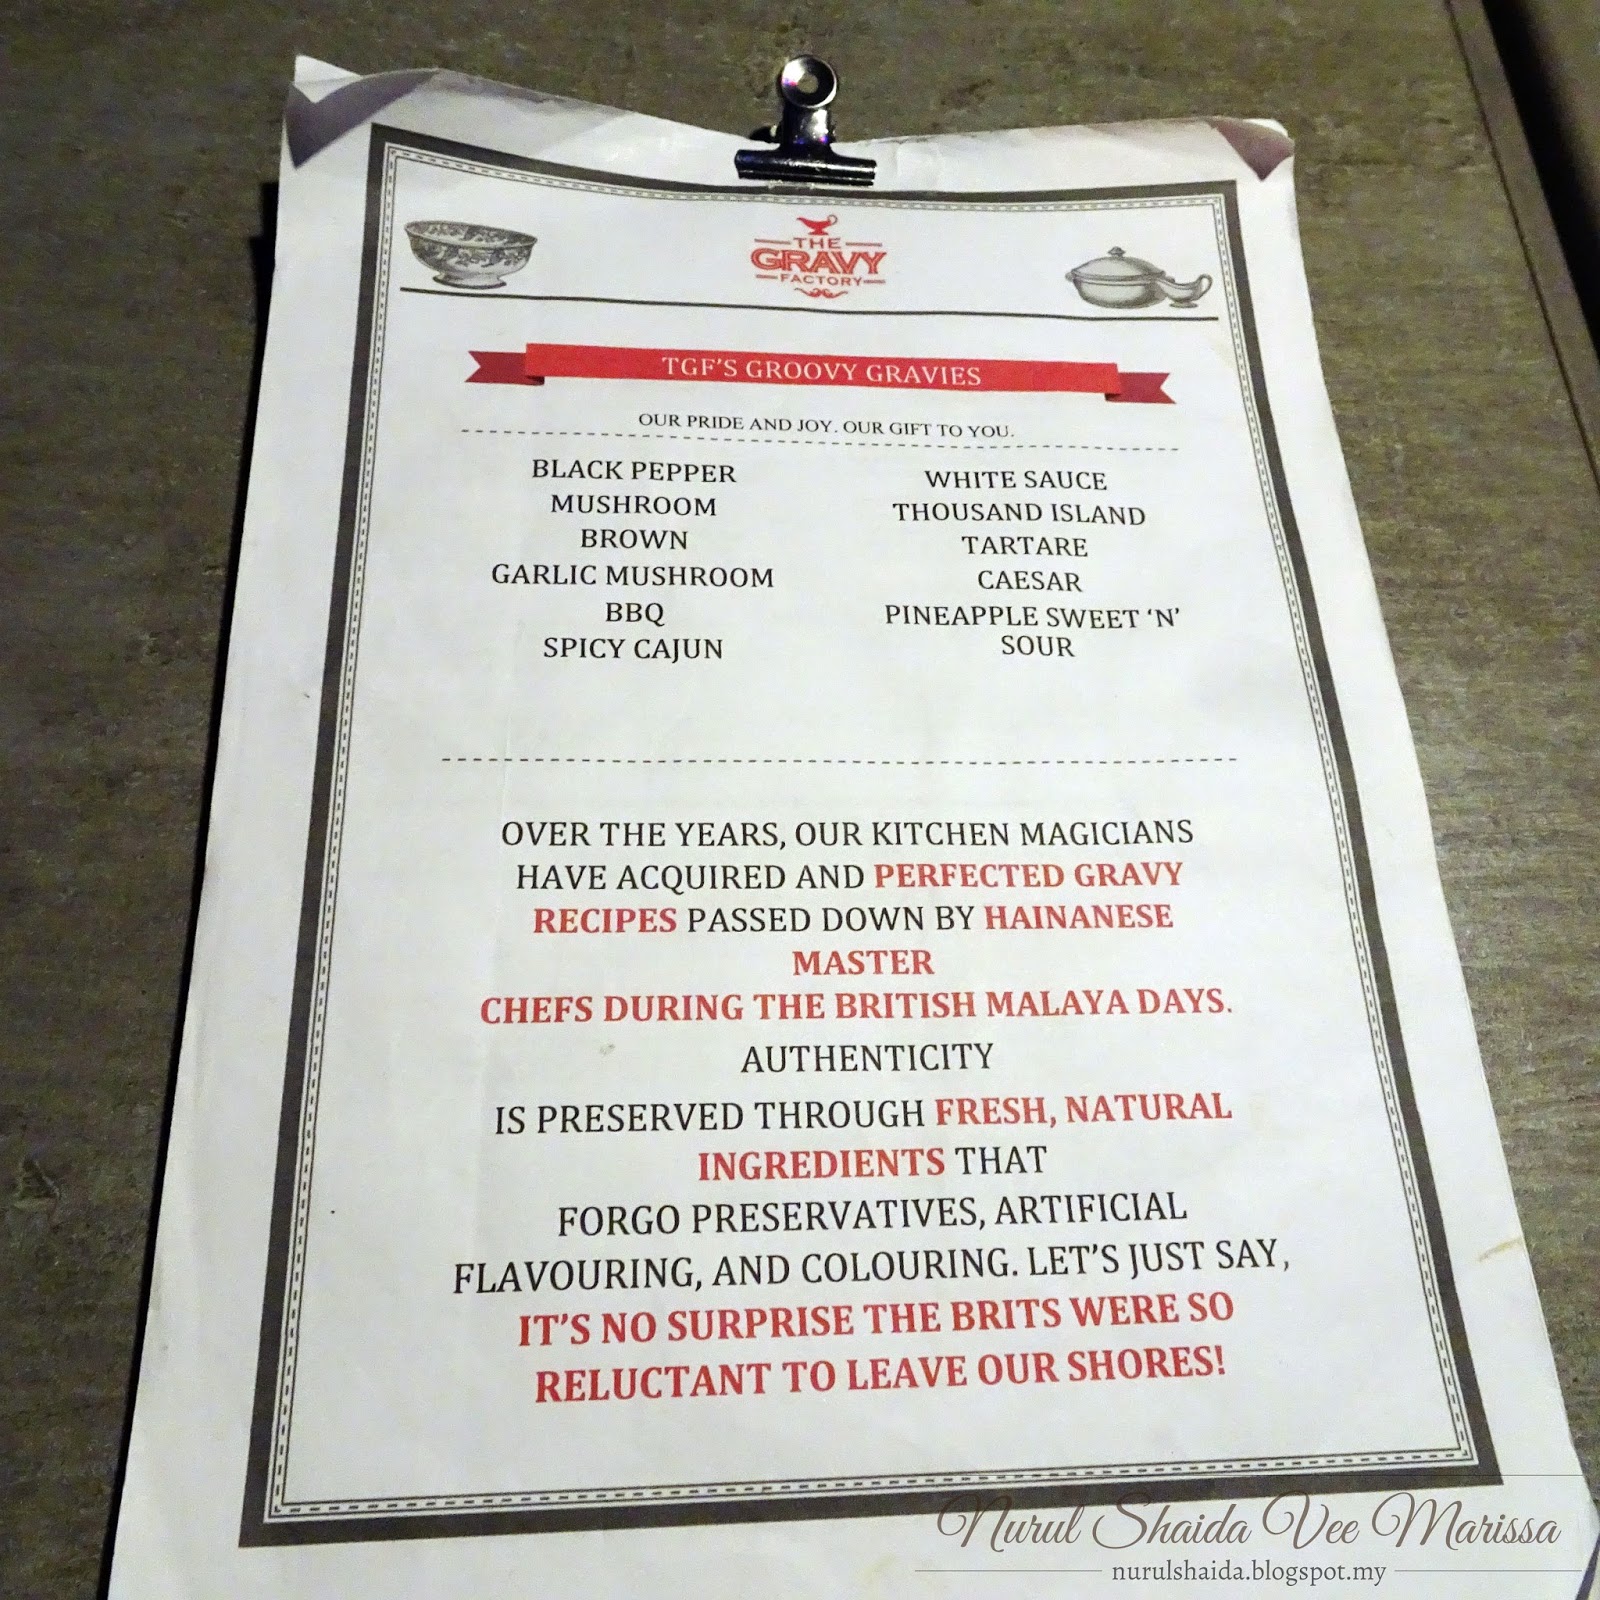 THE
GRAVY
FACTORY
TGF'S GROOVY GRAVIES
OUR PRIDE AND JOY. OUR GIFT TO YOU.
BLACK PEPPER
MUSHROOM
BROWN
GARLIC MUSHROOM
BBQ
SPICY CAJUN
WHITE SAUCE
THOUSAND ISLAND
TARTARE
CAESAR
PINEAPPLE SWEET ‘N’
SOUR
OVER THE YEARS, OUR KITCHEN MAGICIANS
HAVE ACQUIRED AND PERFECTED GRAVY
RECIPES PASSED DOWN BY HAINANESE
MASTER
CHEFS DURING THE BRITISH MALAYA DAYS.
AUTHENTICITY
IS PRESERVED THROUGH FRESH, NATURAL
INGREDIENTS THAT
FORGO PRESERVATIVES, ARTIFICIAL
FLAVOURING, AND COLOURING. LET’S JUST SAY,
IT’S NO SURPRISE THE BRITS WERE SO
RELUCTANT TO LEAVE OUR SHORES!
Nurul Shaida Vee Marissa
nurulshaida.blogspot.my